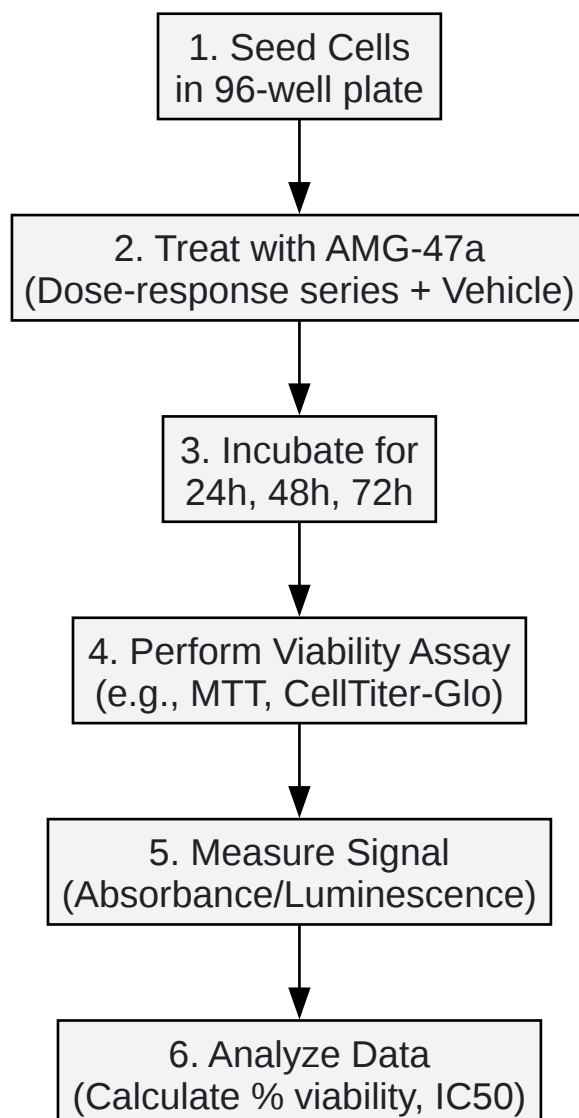 1. Seed Cells
in 96-well plate
2. Treat with AMG-47a
(Dose-response series + Vehicle)
3. Incubate for
24h, 48h, 72h
4. Perform Viability Assay
(e.g., MTT, CellTiter-Glo)
5. Measure Signal
(Absorbance/Luminescence)
6. Analyze Data
(Calculate % viability, IC50)